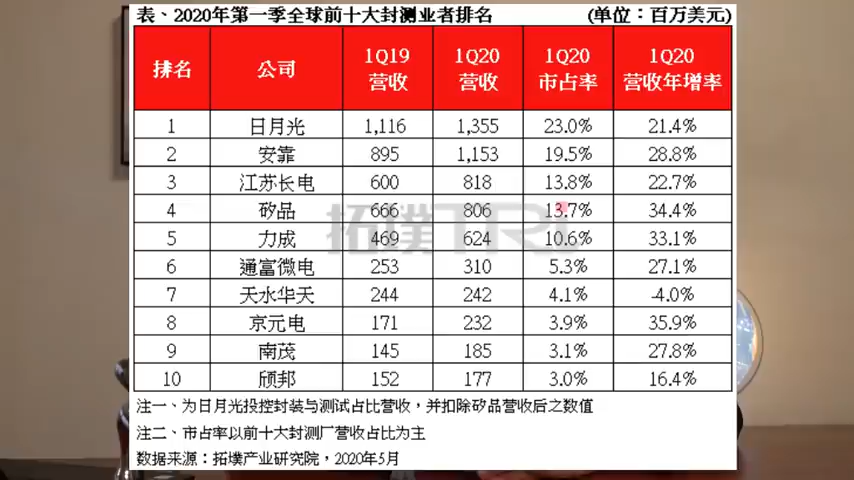 表、2020年第一季全球前十大封测业者排名 (单位：百万美元)
排名 公司 1Q19 营收 1Q20 营收 1Q20 市占率 1Q20 营收年增率
1 日月光 1,116 1,355 23.0% 21.4%
2 安靠 895 1,153 19.5% 28.8%
3 江苏长电 600 818 13.8% 22.7%
4 矽品 666 806 13.7% 34.4%
5 力成 469 624 10.6% 33.1%
6 通富微电 253 310 5.3% 27.1%
7 天水华天 244 242 4.1% -4.0%
8 京元电 171 232 3.9% 35.9%
9 南茂 145 185 3.1% 27.8%
10 颀邦 152 177 3.0% 16.4%
拓墣TRI
注一、为日月光投控封装与测试占比营收，并扣除矽品营收后之数值
注二、市占率以前十大封测厂营收占比为主
数据来源：拓墣产业研究院，2020年5月